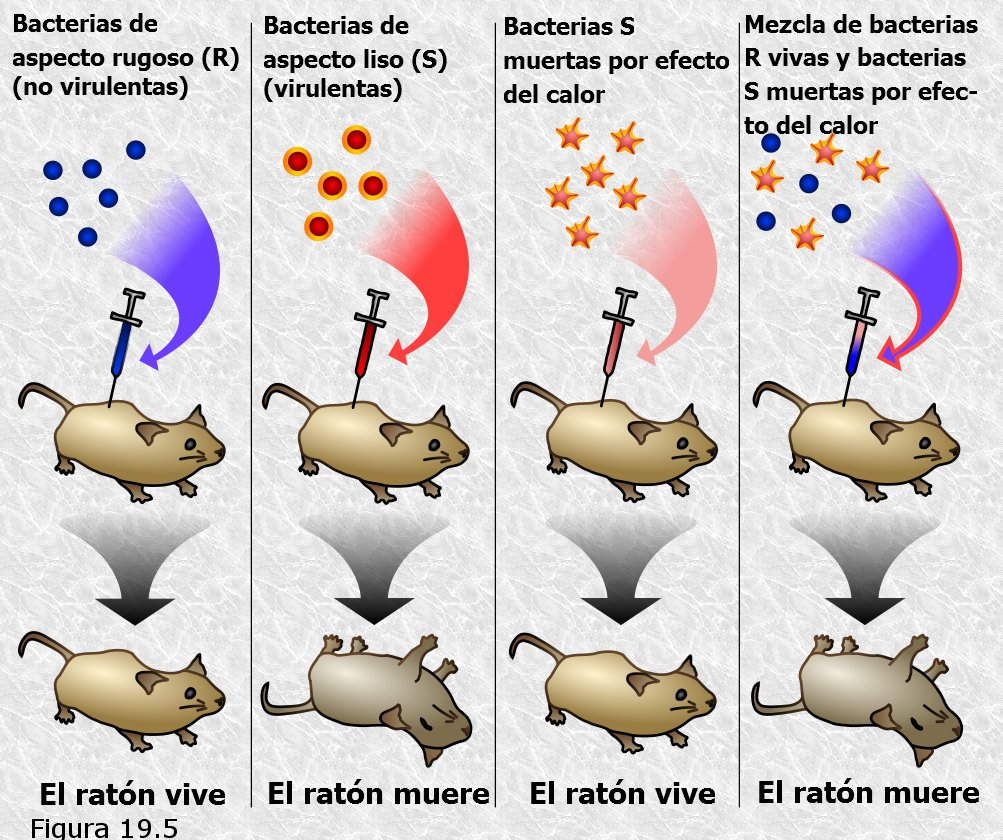 Bacterias de
aspecto rugoso (R)
(no virulentas)
Bacterias de
aspecto liso (S)
(virulentas)
Bacterias S
muertas por efecto
del calor
Mezcla de bacterias
R vivas y bacterias
S muertas por efec-
to del calor
El ratón vive
El ratón muere
El ratón vive
El ratón muere
Figura 19.5